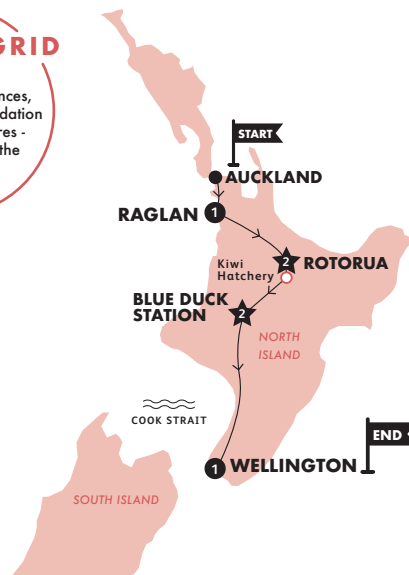 GRID
nces,
dation
res -
the
START
AUCKLAND
RAGLAN
1
2
ROTORUA
Kiwi
Hatchery
BLUE DUCK
STATION
2
NORTH
ISLAND
COOK STRAIT
END
1
WELLINGTON
SOUTH ISLAND